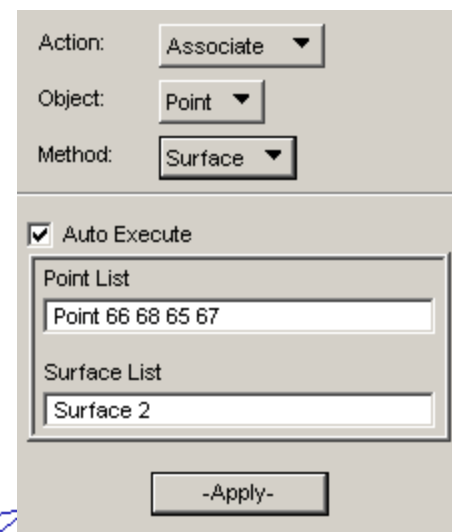 Action: Associate
Object: Point
Method: Surface
Auto Execute
Point List
Point 66 68 65 67
Surface List
Surface 2
-Apply-